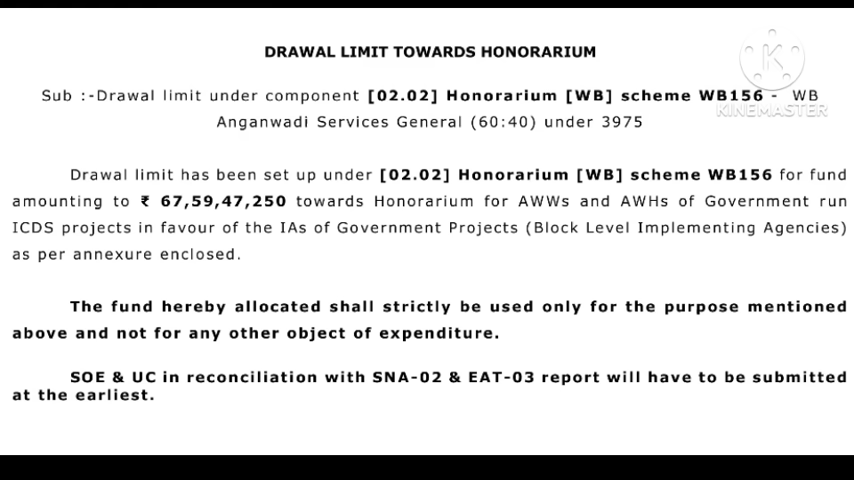 DRAWAL LIMIT TOWARDS HONORARIUM
Sub :-Drawal limit under component [02.02] Honorarium [WB] scheme WB156 - WB
Anganwadi Services General (60:40) under 3975
Drawal limit has been set up under [02.02] Honorarium [WB] scheme WB156 for fund
amounting to ₹ 67,59,47,250 towards Honorarium for AWWs and AWHs of Government run
ICDS projects in favour of the IAs of Government Projects (Block Level Implementing Agencies)
as per annexure enclosed.
The fund hereby allocated shall strictly be used only for the purpose mentioned
above and not for any other object of expenditure.
SOE & UC in reconciliation with SNA-02 & EAT-03 report will have to be submitted
at the earliest.
K
KINEMASTER